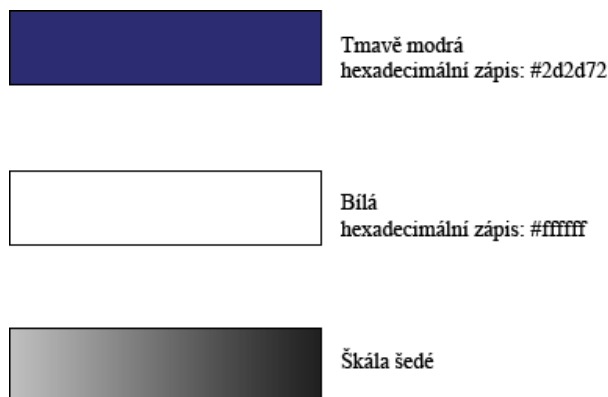 Tmavě modrá
hexadecimální zápis: #2d2d72
Bílá
hexadecimální zápis: #ffffff
Škála šedé